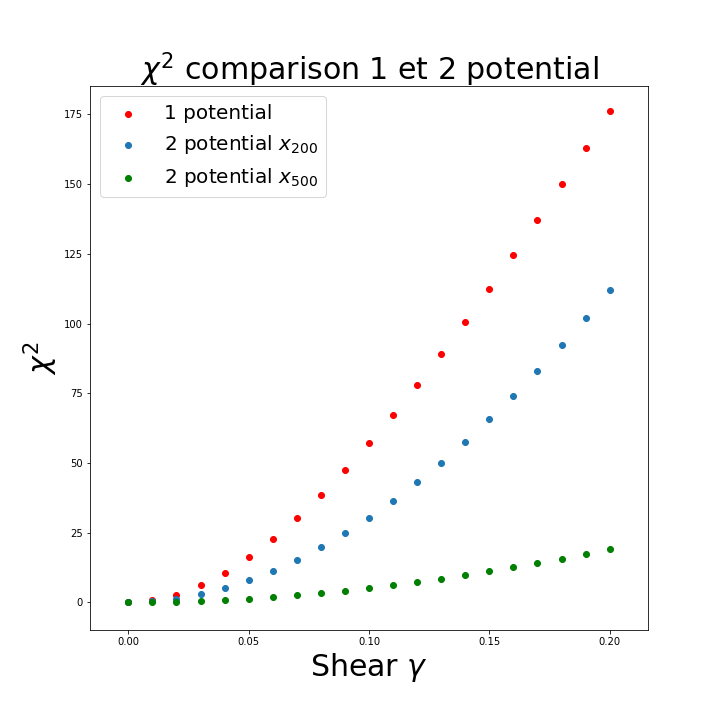 χ² comparison 1 et 2 potential
1 potential
2 potential x₂₀₀
2 potential x₅₀₀
χ²
175
150
125
100
75
50
25
0
0.00 0.05 0.10 0.15 0.20
Shear γ